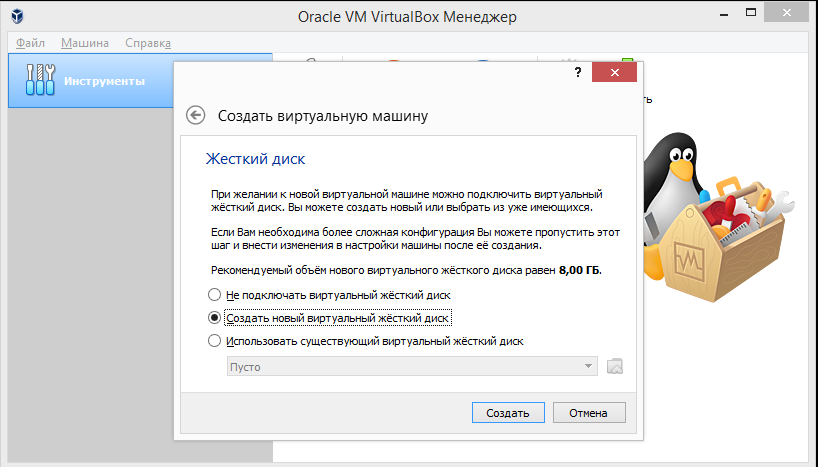 Oracle VM VirtualBox Менеджер
Файл Машина Справка
Инструменты
?
Создать виртуальную машину
Жесткий диск
При желании к новой виртуальной машине можно подключить виртуальный
жёсткий диск. Вы можете создать новый или выбрать из уже имеющихся.
Если Вам необходима более сложная конфигурация Вы можете пропустить этот
шаг и внести изменения в настройки машины после её создания.
Рекомендуемый объём нового виртуального жёсткого диска равен 8,00 ГБ.
Не подключать виртуальный жёсткий диск
Создать новый виртуальный жёсткий диск
Использовать существующий виртуальный жёсткий диск
Пусто
Создать Отмена